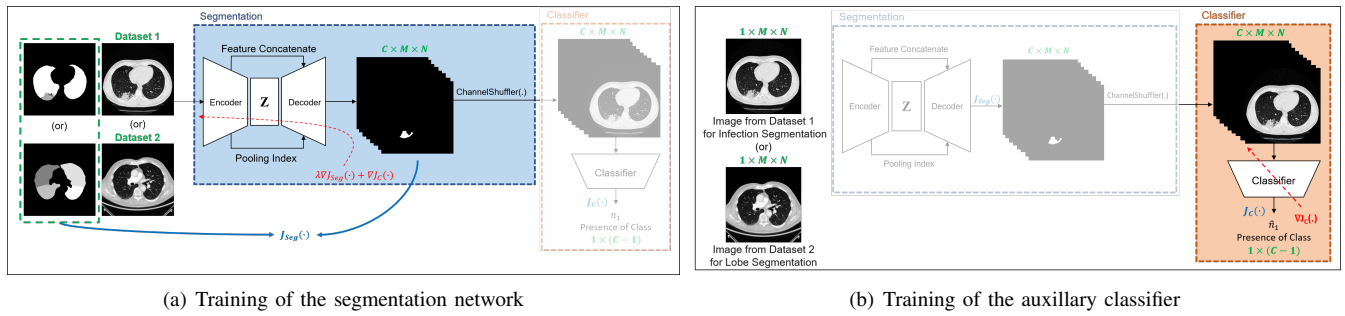 Segmentation
Classifier
Dataset 1
C × M × N
C × M × N
Feature Concatenate
Encoder
Z
Decoder
ChannelShuffler(.)
(or)
(or)
Dataset 2
Pooling Index
Classifier
λ∇J_Seg(·) + ∇J_C(·)
J_C(·)
n₁
Presence of Class
1 × (C − 1)
J_Seg(·)
(a) Training of the segmentation network
Segmentation
Classifier
1 × M × N
C × M × N
C × M × N
Feature Concatenate
Encoder
Z
Decoder
J_Seg(·)
ChannelShuffler(.)
Image from Dataset 1
for Infection Segmentation
(or)
Pooling Index
1 × M × N
Classifier
J_C(·)
∇J_C(.)
n̂₁
Presence of Class
1 × (C − 1)
Image from Dataset 2
for Lobe Segmentation
(b) Training of the auxillary classifier